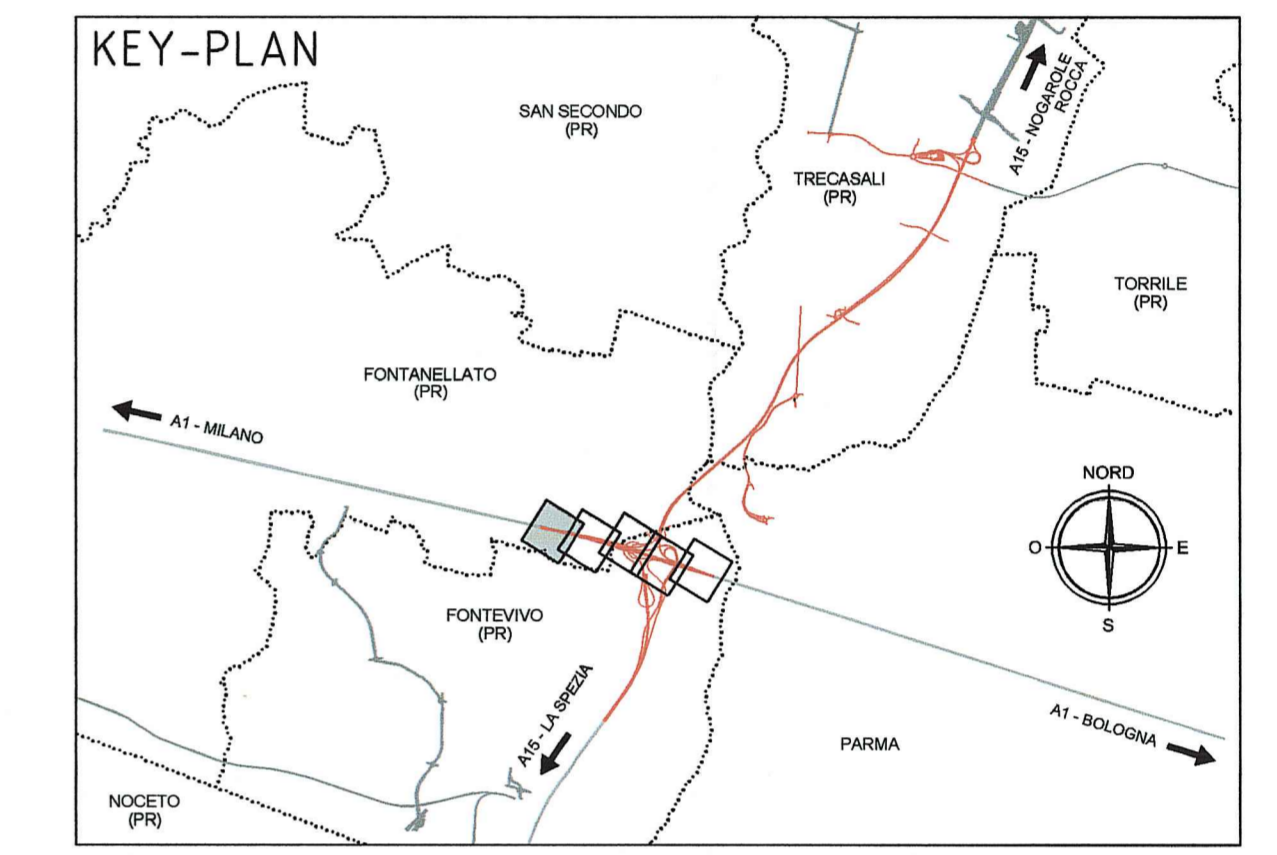 KEY-PLAN
SAN SECONDO
(PR)
A15 - NOGAROLE
ROCCA
TRECASALI
(PR)
TORRILE
(PR)
FONTANELLATO
(PR)
A1 - MILANO
NORD
O
E
S
FONTEVIVO
(PR)
A15 - LA SPEZIA
A1 - BOLOGNA
PARMA
NOCETO
(PR)